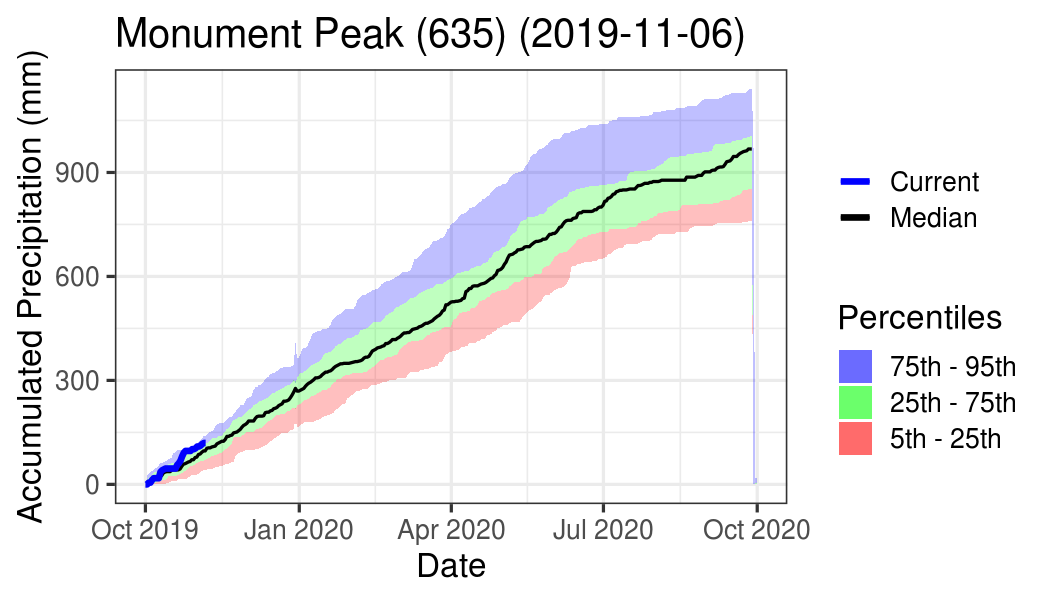 Monument Peak (635) (2019-11-06)
Accumulated Precipitation (mm)
900
600
300
0
Oct 2019
Jan 2020
Apr 2020
Jul 2020
Oct 2020
Date
Current
Median
Percentiles
75th - 95th
25th - 75th
5th - 25th